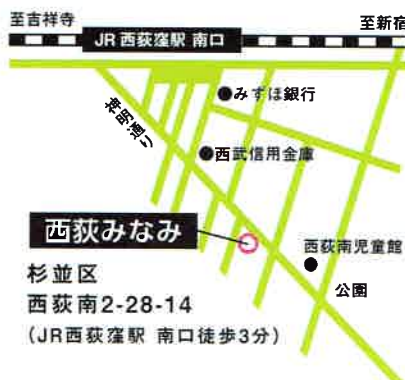 至吉祥寺
至新宿
JR 西荻窪駅 南口
みずほ銀行
神明通り
西武信用金庫
西荻みなみ
西荻南児童館
公園
杉並区
西荻南2-28-14
(JR西荻窪駅 南口徒歩3分)